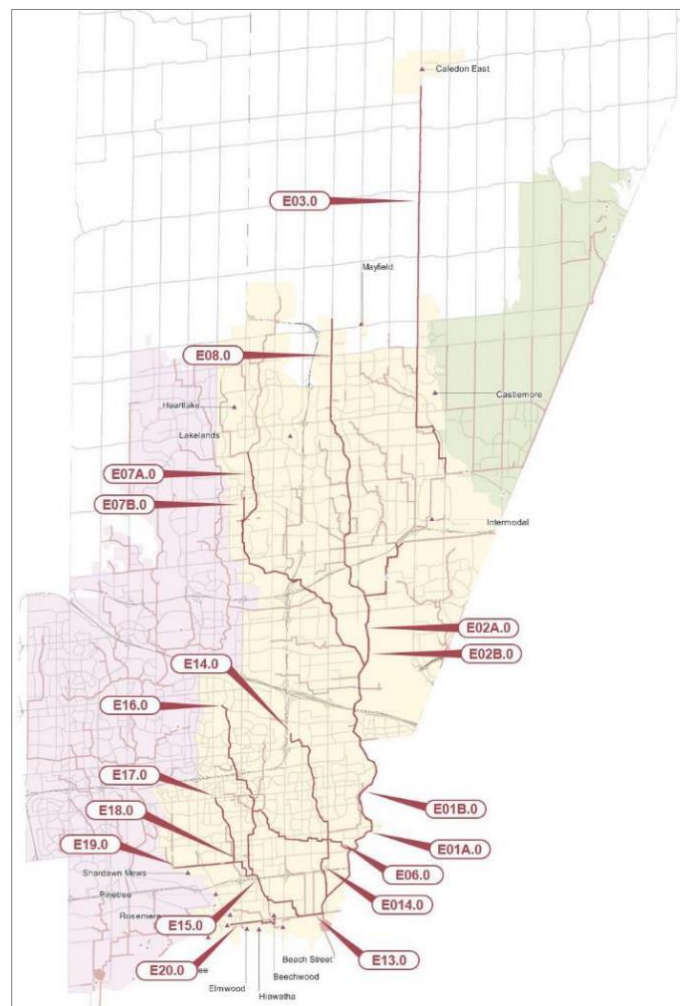 Caledon East
E03.0
Mayfield
E08.0
Heartlake
Castlemore
Lakelands
E07A.0
E07B.0
Intermodal
E02A.0
E02B.0
E14.0
E16.0
E17.0
E01B.0
E18.0
E01A.0
E19.0
E06.0
Shardawn Mews
Pinetree
E014.0
Rosemere
E15.0
E13.0
Beach Street
E20.0
ee
Beechwood
Elmwood
Hiawatha